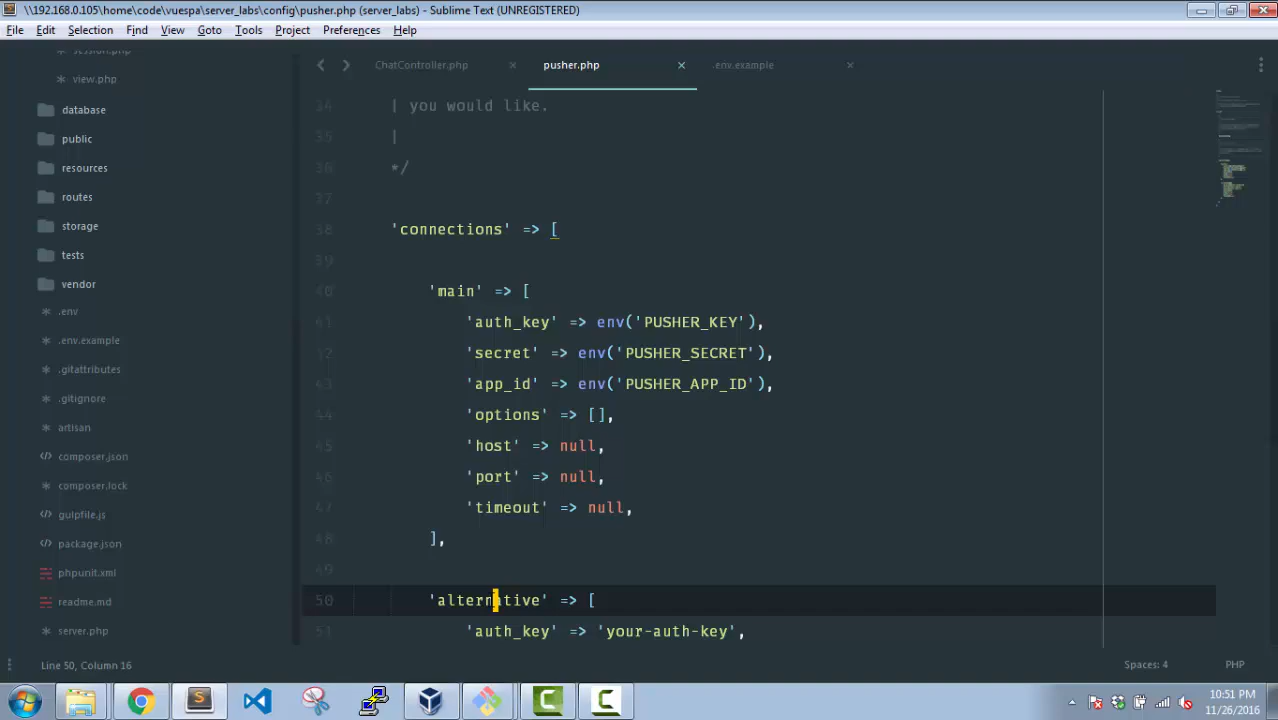 \\192.168.0.105\home\code\vuespa\server_labs\config\pusher.php (server_labs) - Sublime Text (UNREGISTERED)
File Edit Selection View Goto Tools Project Preferences Help
session.php
view.php
database
public
resources
routes
storage
tests
vendor
.env
.env.example
.gitattributes
.gitignore
artisan
composer.json
composer.lock
gulpfile.js
package.json
phpunit.xml
readme.md
server.php
ChatController.php pusher.php .env.example
34 | you would like.
35 |
36 */
37
38 'connections' => [
39
40 'main' => [
41 'auth_key' => env('PUSHER_KEY'),
42 'secret' => env('PUSHER_SECRET'),
43 'app_id' => env('PUSHER_APP_ID'),
44 'options' => [],
45 'host' => null,
46 'port' => null,
47 'timeout' => null,
48 ],
49
50 'alternative' => [
51 'auth_key' => 'your-auth-key',
Line 50, Column 16 Spaces: 4 PHP
10:51 PM
11/26/2016